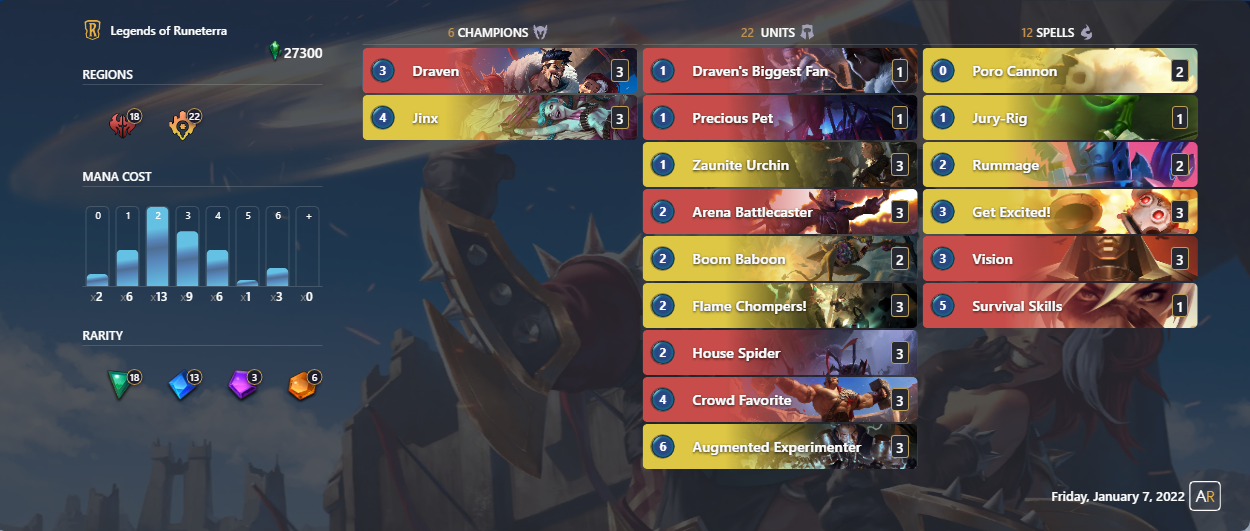 Legends of Runeterra
27300
REGIONS
18
22
MANA COST
0 1 2 3 4 5 6 +
x2 x6 x13 x9 x6 x1 x3 x0
RARITY
18
13
3
6
6 CHAMPIONS
3 Draven 3
4 Jinx 3
22 UNITS
1 Draven's Biggest Fan 1
1 Precious Pet 1
1 Zaunite Urchin 3
2 Arena Battlecaster 3
2 Boom Baboon 2
2 Flame Chompers! 3
2 House Spider 3
4 Crowd Favorite 3
6 Augmented Experimenter 3
12 SPELLS
0 Poro Cannon 2
1 Jury-Rig 1
2 Rummage 2
3 Get Excited! 3
3 Vision 3
5 Survival Skills 1
Friday, January 7, 2022 AR